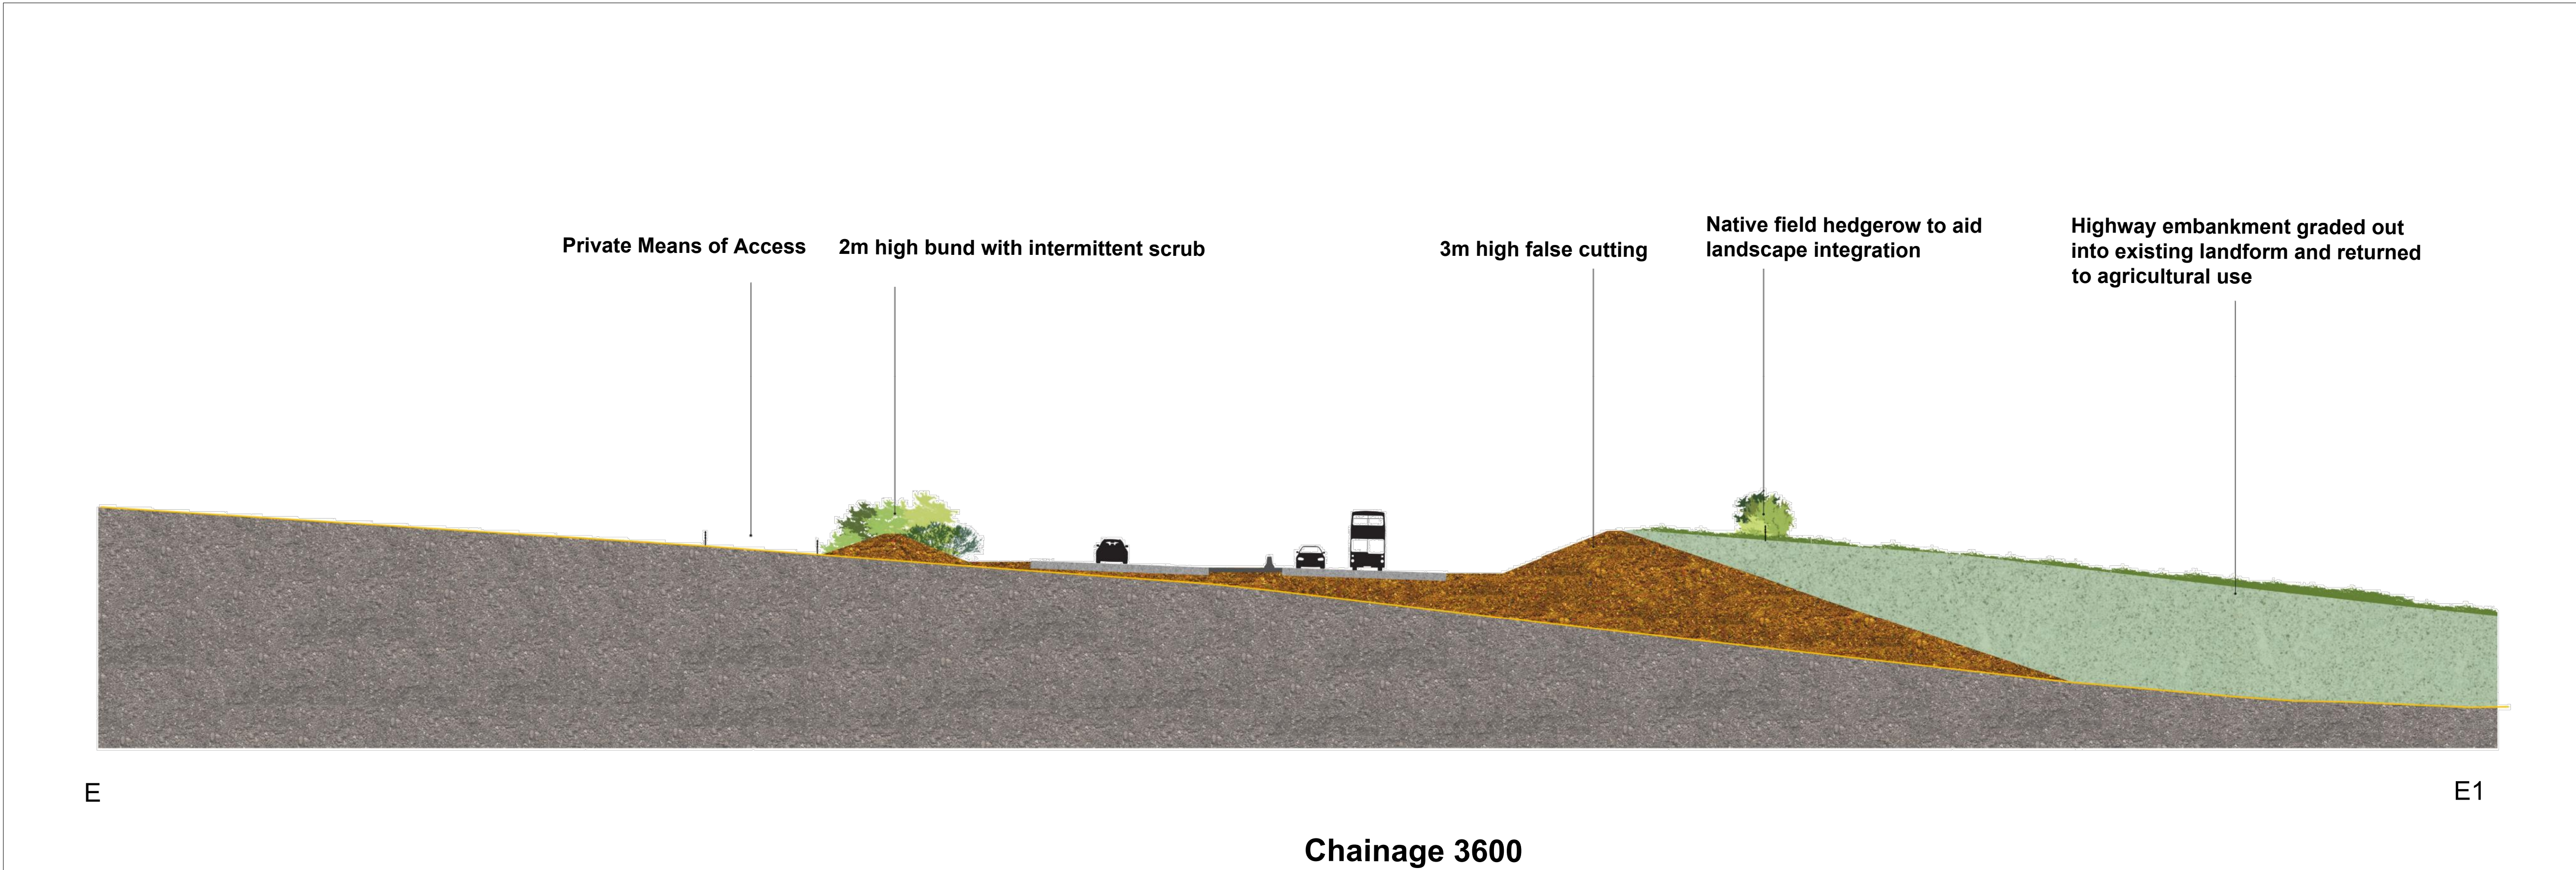 Private Means of Access
2m high bund with intermittent scrub
3m high false cutting
Native field hedgerow to aid
landscape integration
Highway embankment graded out
into existing landform and returned
to agricultural use
E
E1
Chainage 3600